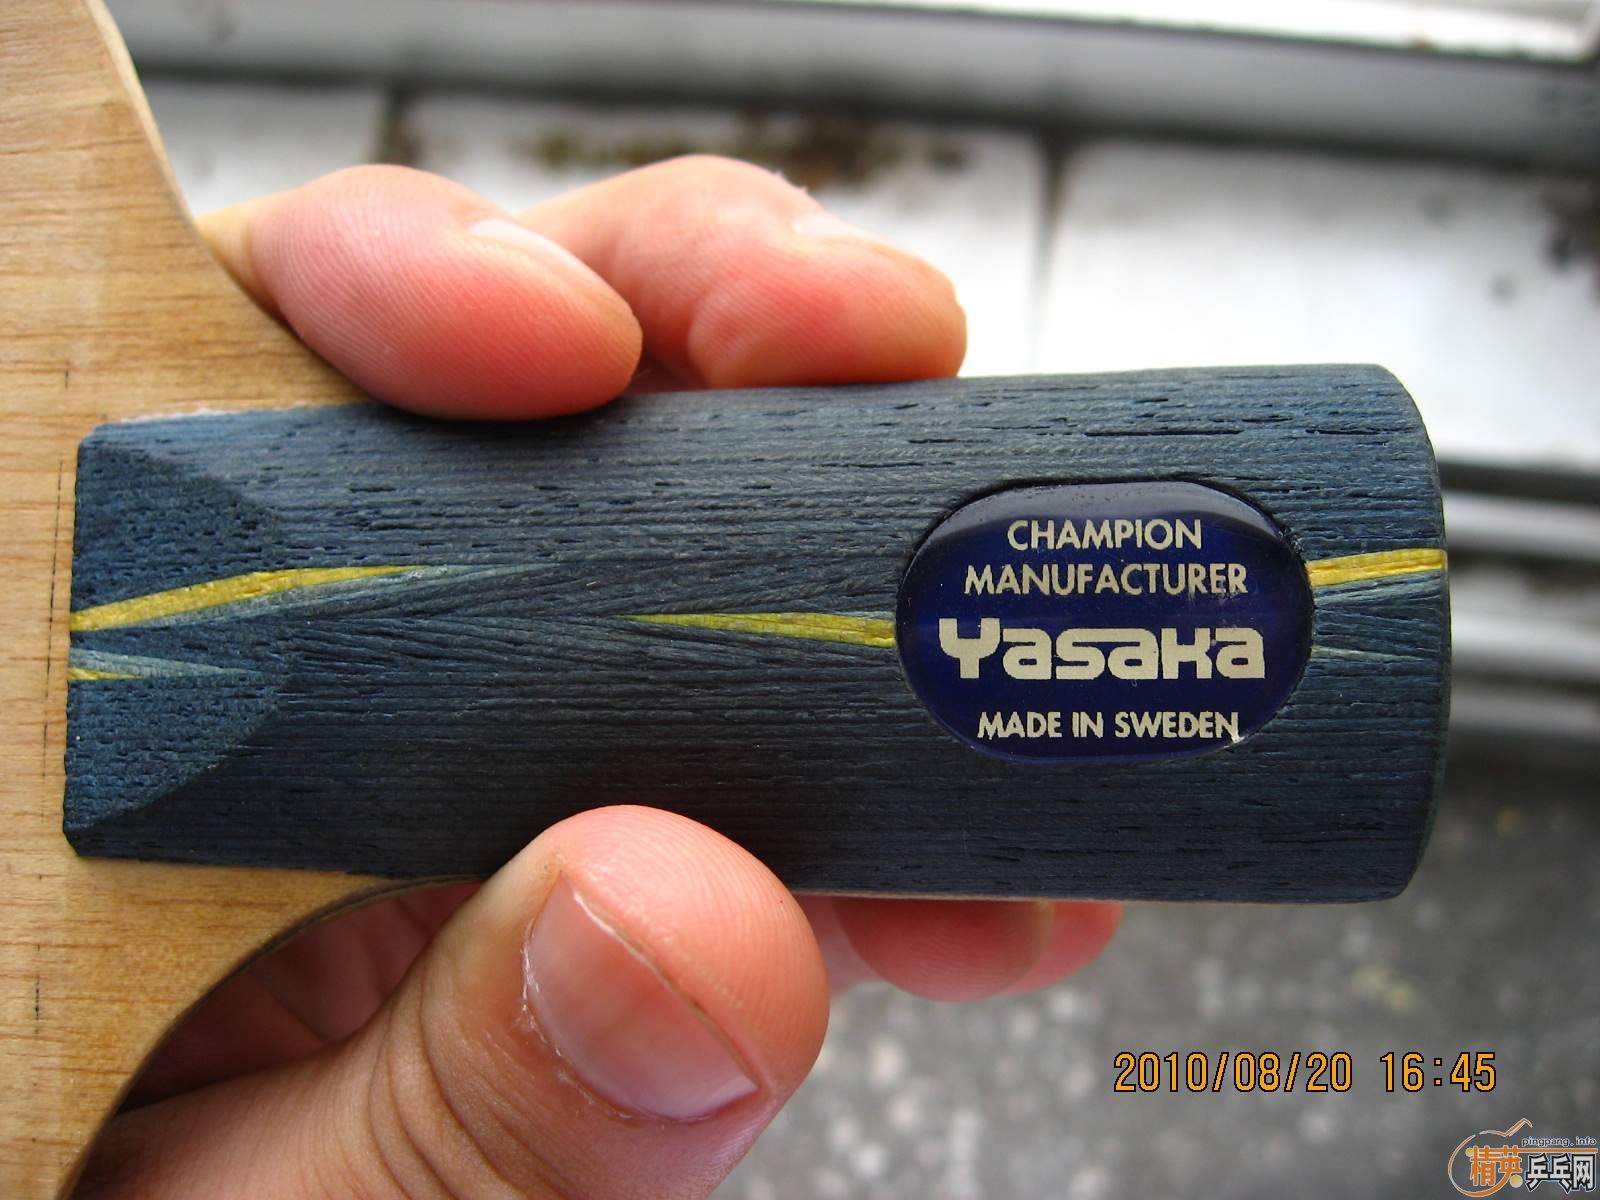 CHAMPION
MANUFACTURER
Yasaka
MADE IN SWEDEN
2010/08/20 16:45
pingpang.info
精英乒乓网